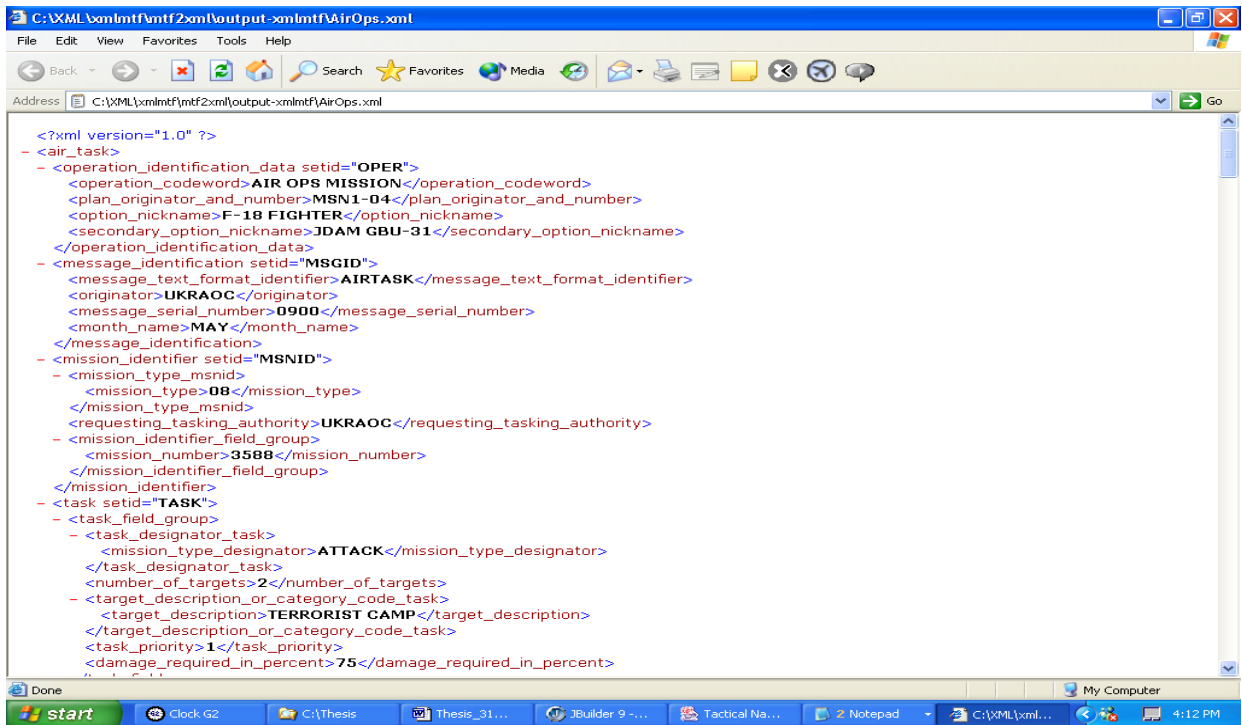 C:\XML\xmlmtf\mtf2xml\output-xmlmtf\AirOps.xml
File Edit View Favorites Tools Help
Back Search Favorites Media
Address C:\XML\xmlmtf\mtf2xml\output-xmlmtf\AirOps.xml Go
<?xml version="1.0" ?>
- <air_task>
- <operation_identification_data setid="OPER">
<operation_codeword>AIR OPS MISSION</operation_codeword>
<plan_originator_and_number>MSN1-04</plan_originator_and_number>
<option_nickname>F-18 FIGHTER</option_nickname>
<secondary_option_nickname>JDAM GBU-31</secondary_option_nickname>
</operation_identification_data>
- <message_identification setid="MSGID">
<message_text_format_identifier>AIRTASK</message_text_format_identifier>
<originator>UKRAOC</originator>
<message_serial_number>0900</message_serial_number>
<month_name>MAY</month_name>
</message_identification>
- <mission_identifier setid="MSNID">
- <mission_type_msnid>
<mission_type>08</mission_type>
</mission_type_msnid>
<requesting_tasking_authority>UKRAOC</requesting_tasking_authority>
- <mission_identifier_field_group>
<mission_number>3588</mission_number>
</mission_identifier_field_group>
</mission_identifier>
- <task setid="TASK">
- <task_field_group>
- <task_designator_task>
<mission_type_designator>ATTACK</mission_type_designator>
</task_designator_task>
<number_of_targets>2</number_of_targets>
- <target_description_or_category_code_task>
<target_description>TERRORIST CAMP</target_description>
</target_description_or_category_code_task>
<task_priority>1</task_priority>
<damage_required_in_percent>75</damage_required_in_percent>
Done My Computer
start Clock G2 C:\Thesis Thesis_31... JBuilder 9 -... Tactical Na... 2 Notepad C:\XML\xml... 4:12 PM